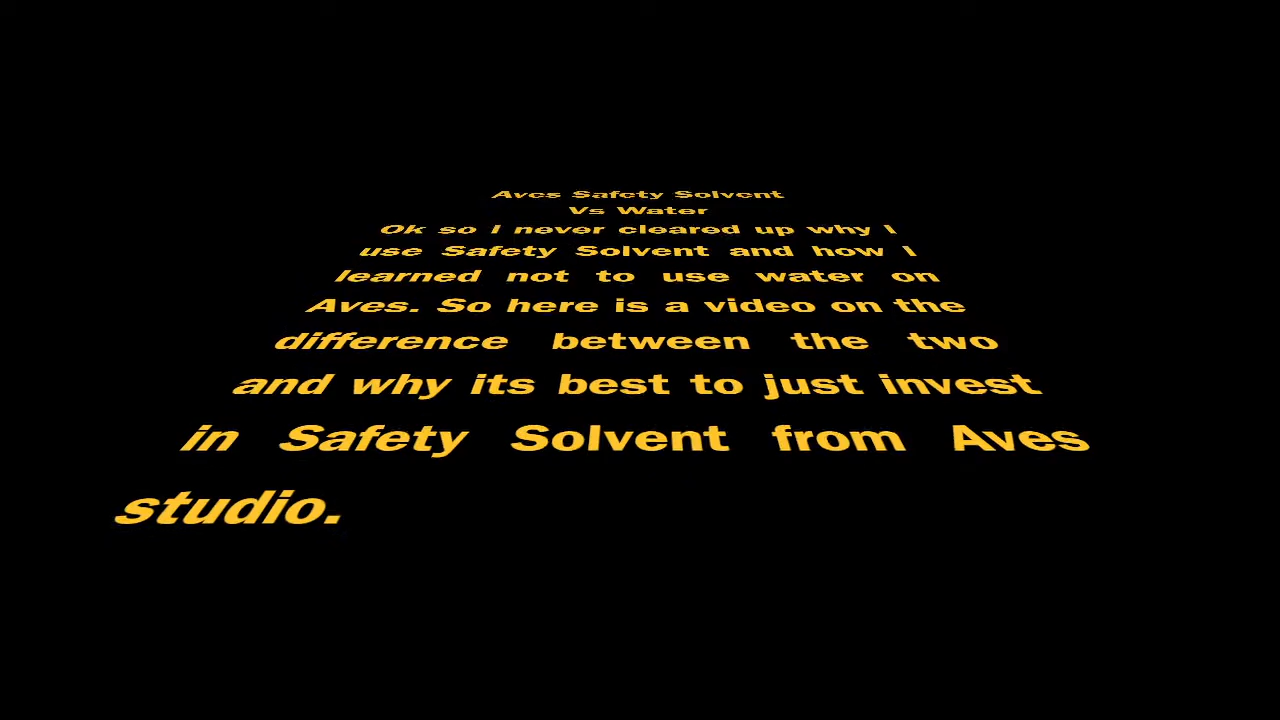 Aves Safety Solvent
Vs Water
Ok so I never cleared up why I
use Safety Solvent and how I
learned not to use water on
Aves. So here is a video on the
difference between the two
and why its best to just invest
in Safety Solvent from Aves
studio.